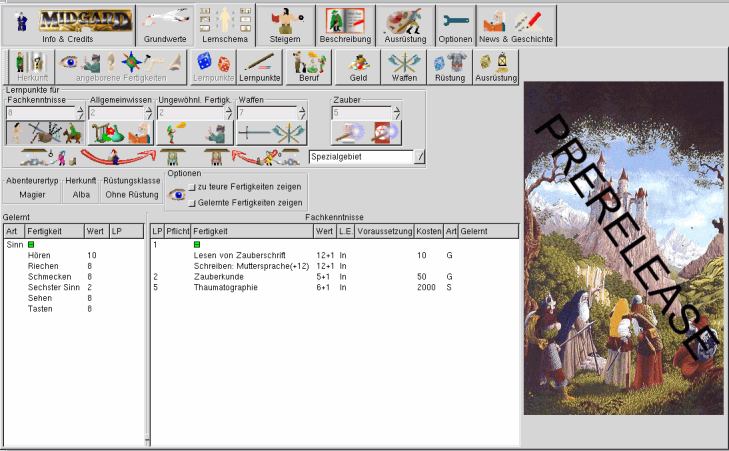 MIDGARD
Info & Credits
Grundwerte
Lernschema
Steigern
Beschreibung
Ausrüstung
Optionen
News & Geschichte
Herkunft
angeborene Fertigkeiten
Lernpunkte
Lernpunkte
Beruf
Geld
Waffen
Rüstung
Ausrüstung
Lernpunkte für
Fachkenntnisse
Allgemeinwissen
Ungewöhnl. Fertigk.
Waffen
Zauber
8
2
2
7
5
Spezialgebiet
Abenteurertyp
Herkunft
Rüstungsklasse
Magier
Alba
Ohne Rüstung
Optionen
zu teure Fertigkeiten zeigen
Gelernte Fertigkeiten zeigen
Gelernt
Art Fertigkeit Wert LP
Sinn
Hören 10
Riechen 8
Schmecken 8
Sechster Sinn 2
Sehen 8
Tasten 8
Fachkenntnisse
LP Pflicht Fertigkeit Wert L.E. Voraussetzung Kosten Art Gelernt
1
Lesen von Zauberschrift 12+1 In 10 G
Schreiben: Muttersprache(+12) 12+1 In
2 Zauberkunde 5+1 In 50 G
5 Thaumatographie 6+1 In 2000 S
PRERELEASE